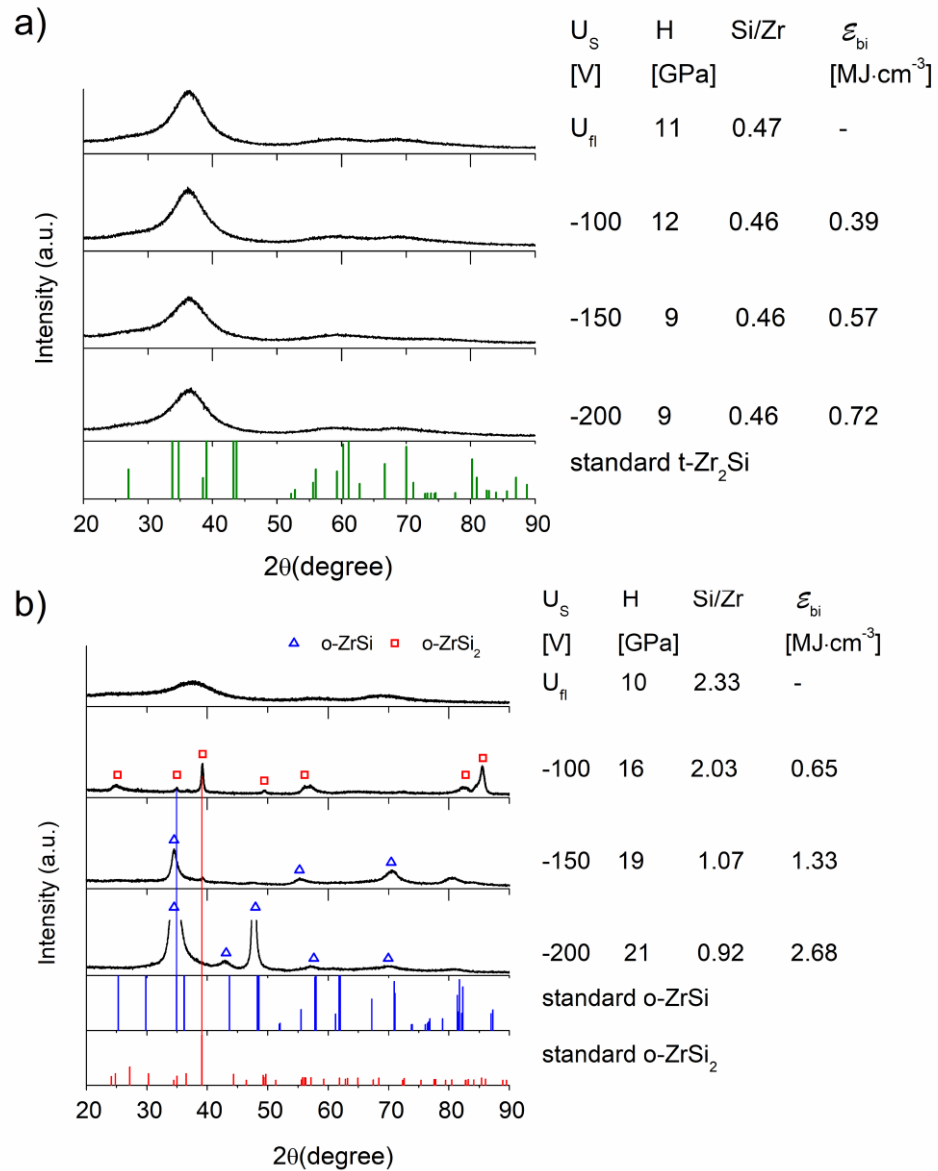 a)
U_S H Si/Zr ε_bi
[V] [GPa] [MJ·cm⁻³]
U_fl 11 0.47 -
-100 12 0.46 0.39
-150 9 0.46 0.57
-200 9 0.46 0.72
standard t-Zr₂Si
Intensity (a.u.)
20 30 40 50 60 70 80 90
2θ(degree)
b)
U_S H Si/Zr ε_bi
[V] [GPa] [MJ·cm⁻³]
o-ZrSi o-ZrSi₂
U_fl 10 2.33 -
-100 16 2.03 0.65
-150 19 1.07 1.33
-200 21 0.92 2.68
standard o-ZrSi
standard o-ZrSi₂
Intensity (a.u.)
20 30 40 50 60 70 80 90
2θ(degree)